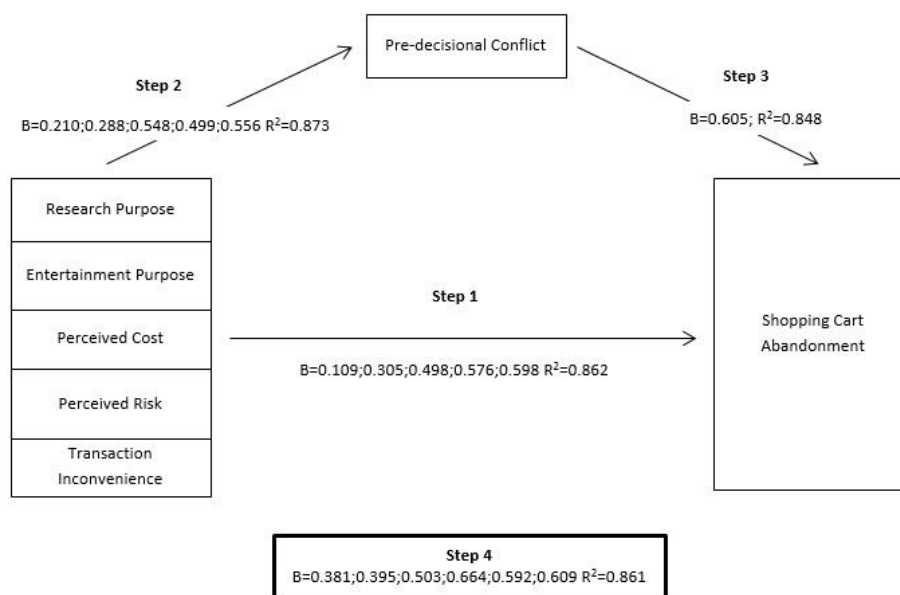 Pre-decisional Conflict
Step 2
B=0.210;0.288;0.548;0.499;0.556 R²=0.873
Step 3
B=0.605; R²=0.848
Research Purpose
Entertainment Purpose
Perceived Cost
Perceived Risk
Transaction
Inconvenience
Step 1
B=0.109;0.305;0.498;0.576;0.598 R²=0.862
Shopping Cart
Abandonment
Step 4
B=0.381;0.395;0.503;0.664;0.592;0.609 R²=0.861